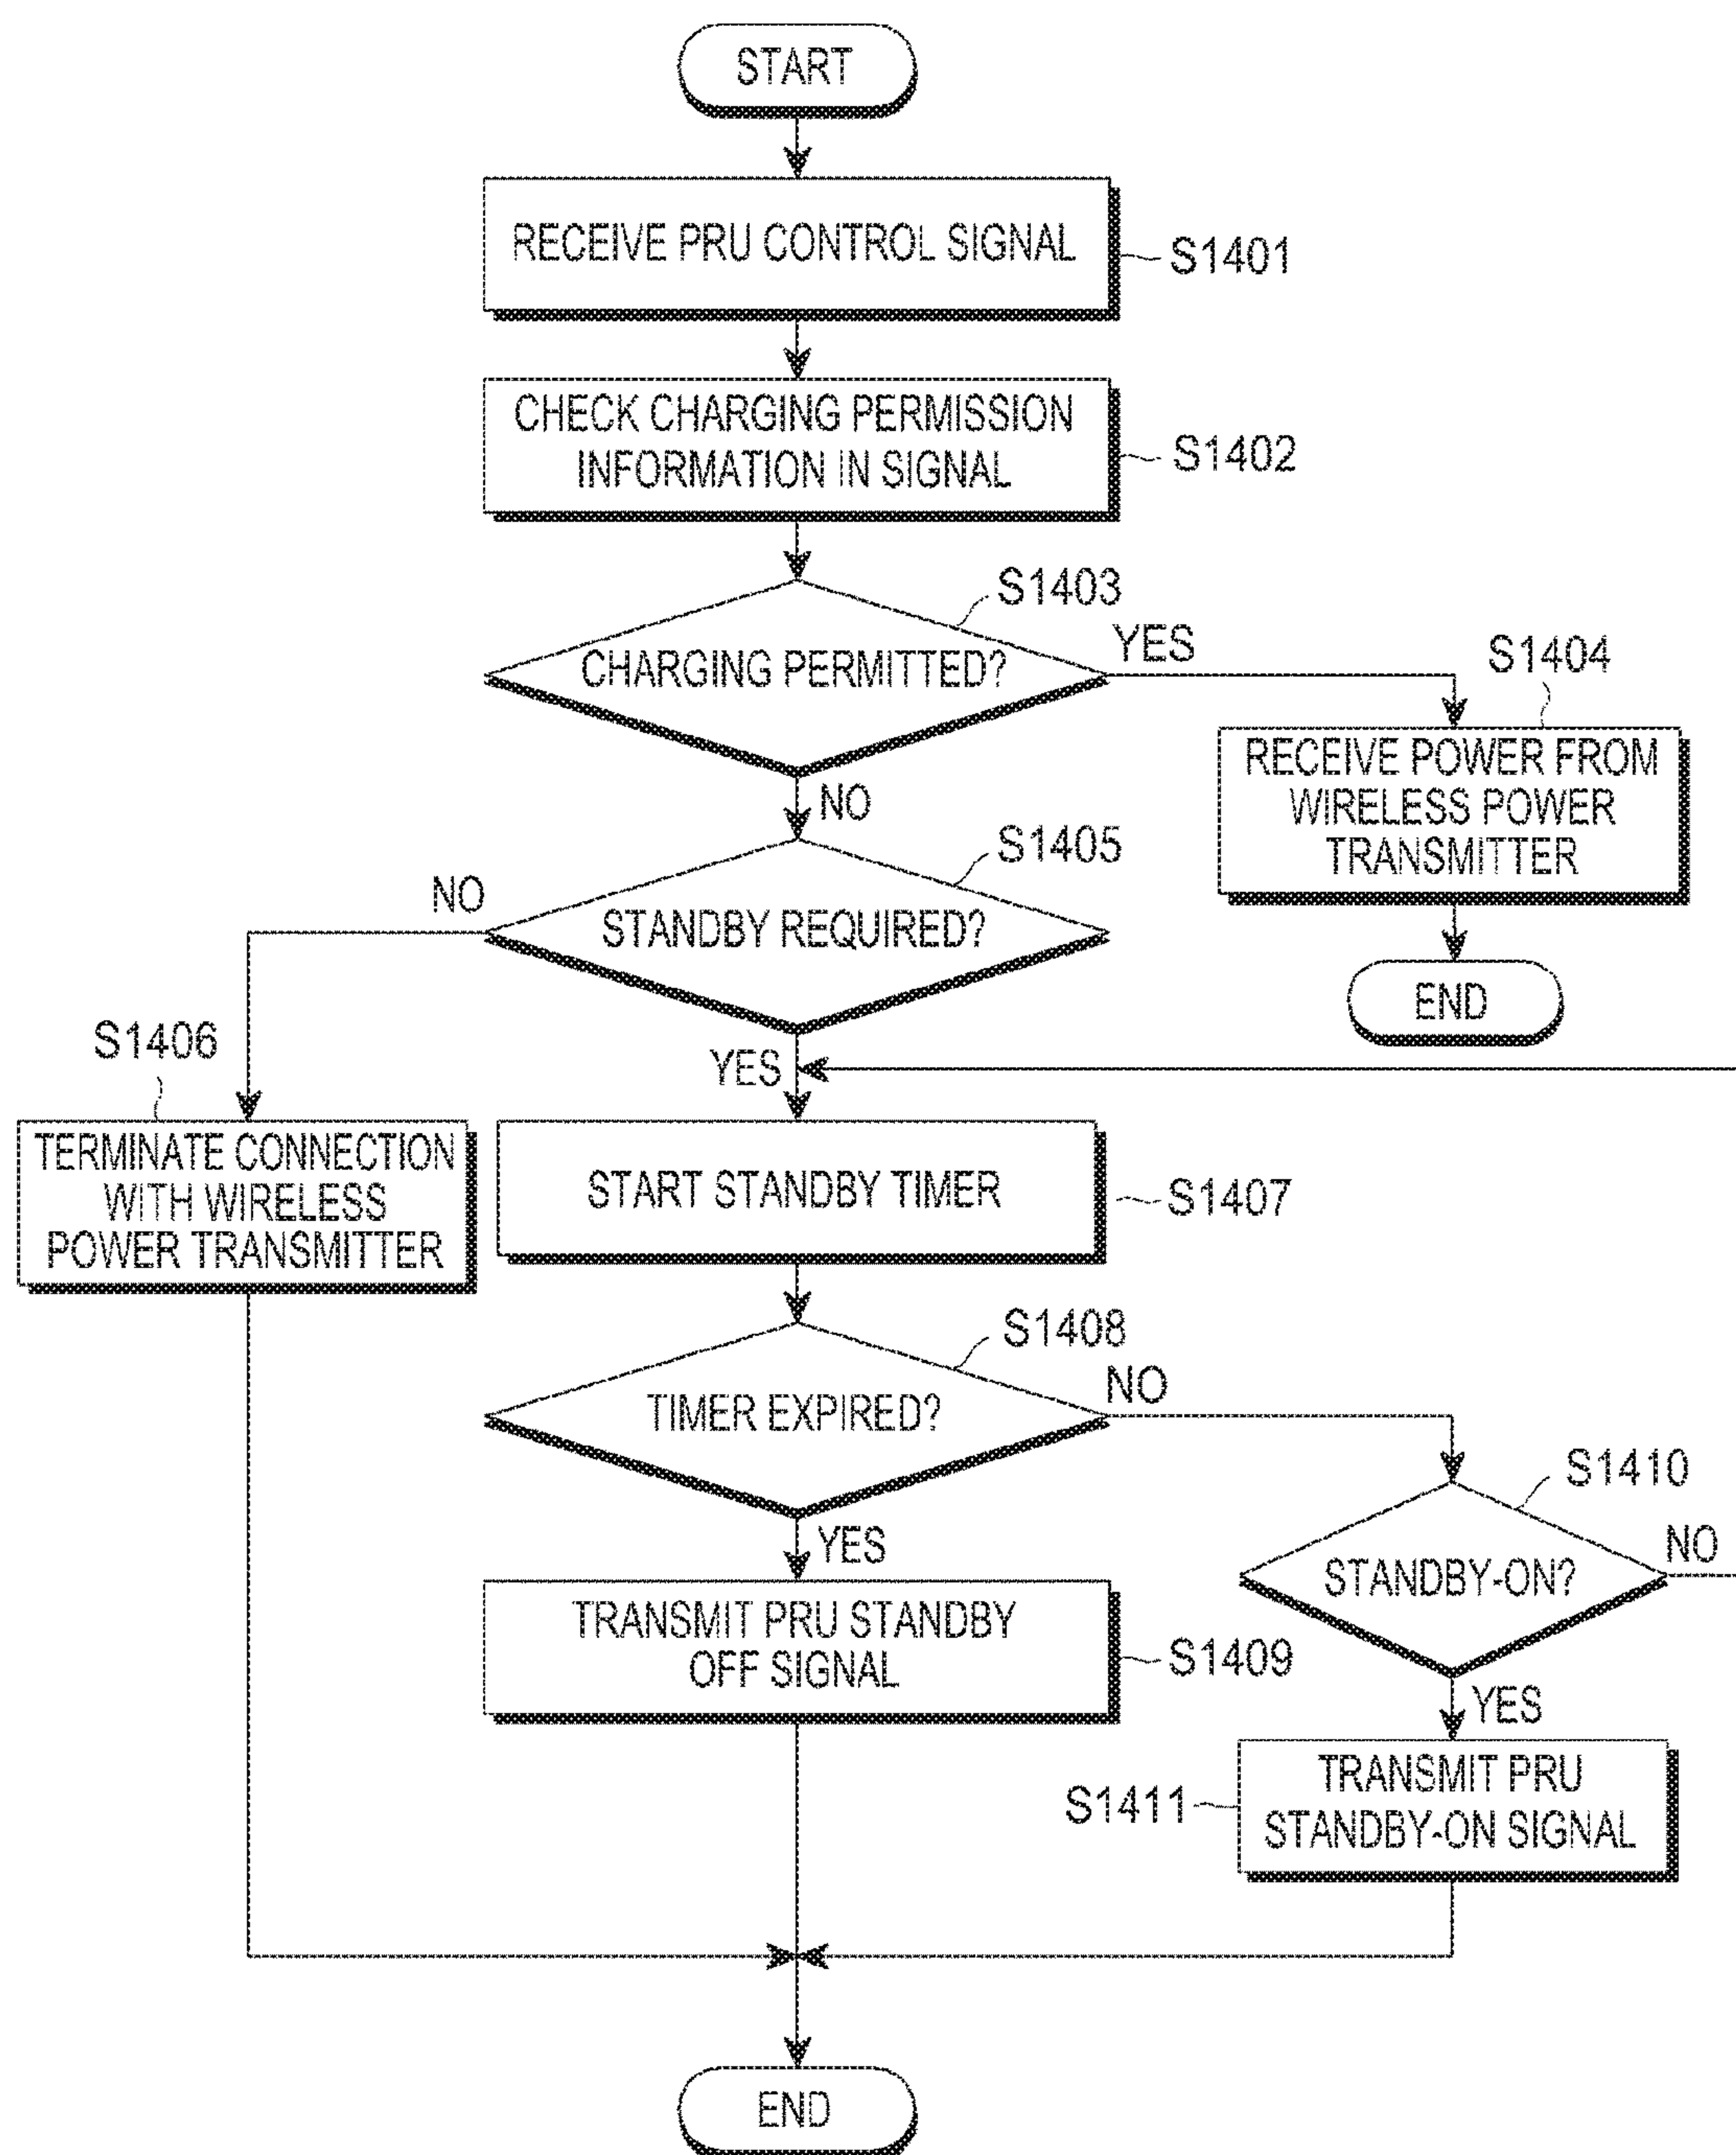 START
RECEIVE PRU CONTROL SIGNAL
S1401
CHECK CHARGING PERMISSION
INFORMATION IN SIGNAL
S1402
S1403
CHARGING PERMITTED?
YES
S1404
RECEIVE POWER FROM
WIRELESS POWER
TRANSMITTER
END
NO
S1405
STANDBY REQUIRED?
NO
S1406
TERMINATE CONNECTION
WITH WIRELESS
POWER TRANSMITTER
YES
START STANDBY TIMER
S1407
S1408
TIMER EXPIRED?
NO
S1410
STANDBY-ON?
NO
YES
TRANSMIT PRU STANDBY
OFF SIGNAL
S1409
YES
S1411
TRANSMIT PRU
STANDBY-ON SIGNAL
END